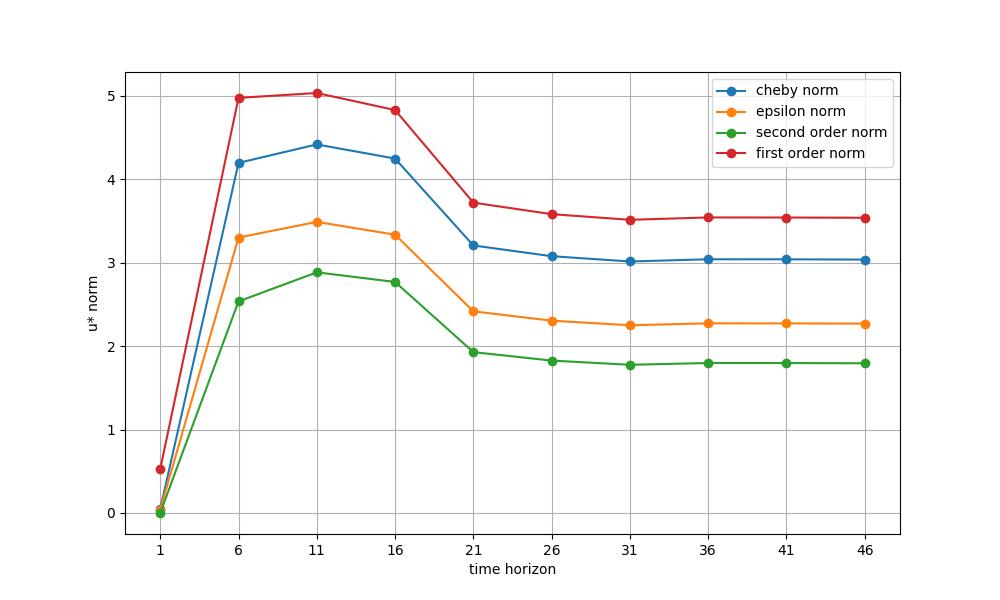 5
4
3
2
1
0
u* norm
cheby norm
epsilon norm
second order norm
first order norm
1 6 11 16 21 26 31 36 41 46
time horizon